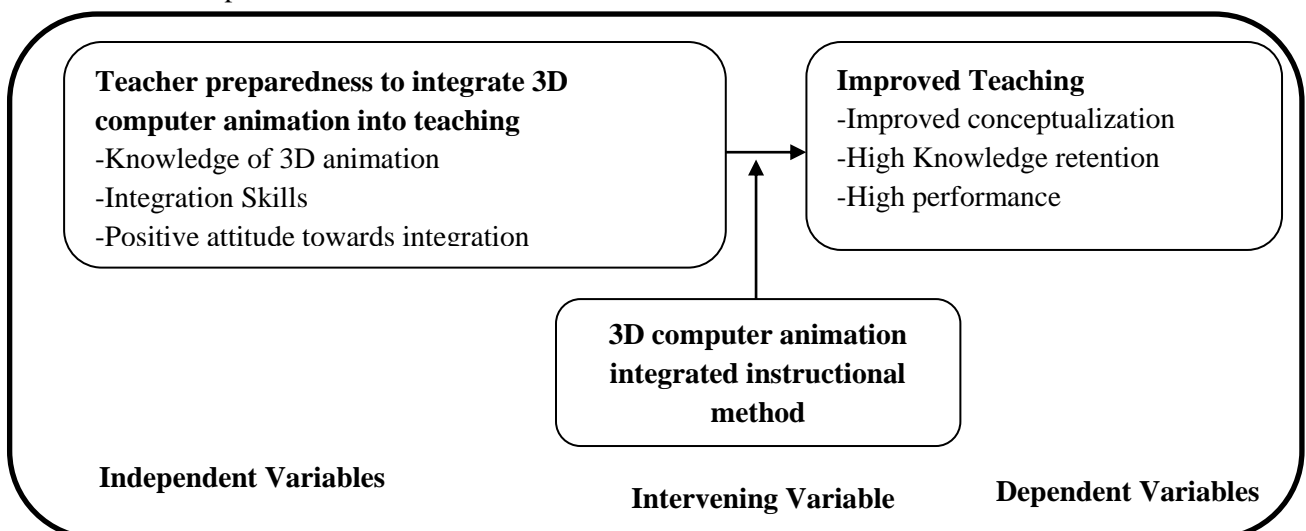 Teacher preparedness to integrate 3D
computer animation into teaching
-Knowledge of 3D animation
-Integration Skills
-Positive attitude towards integration
Improved Teaching
-Improved conceptualization
-High Knowledge retention
-High performance
3D computer animation
integrated instructional
method
Independent Variables
Intervening Variable
Dependent Variables